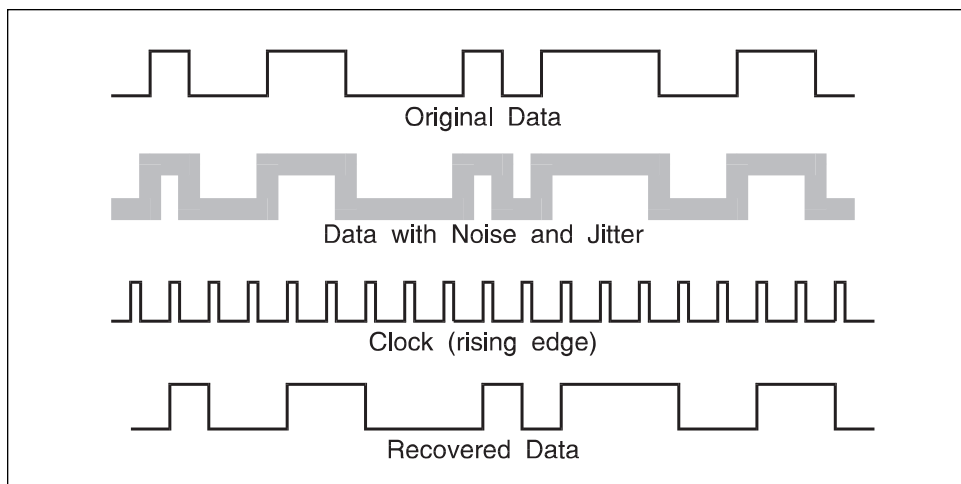 Original Data
Data with Noise and Jitter
Clock (rising edge)
Recovered Data